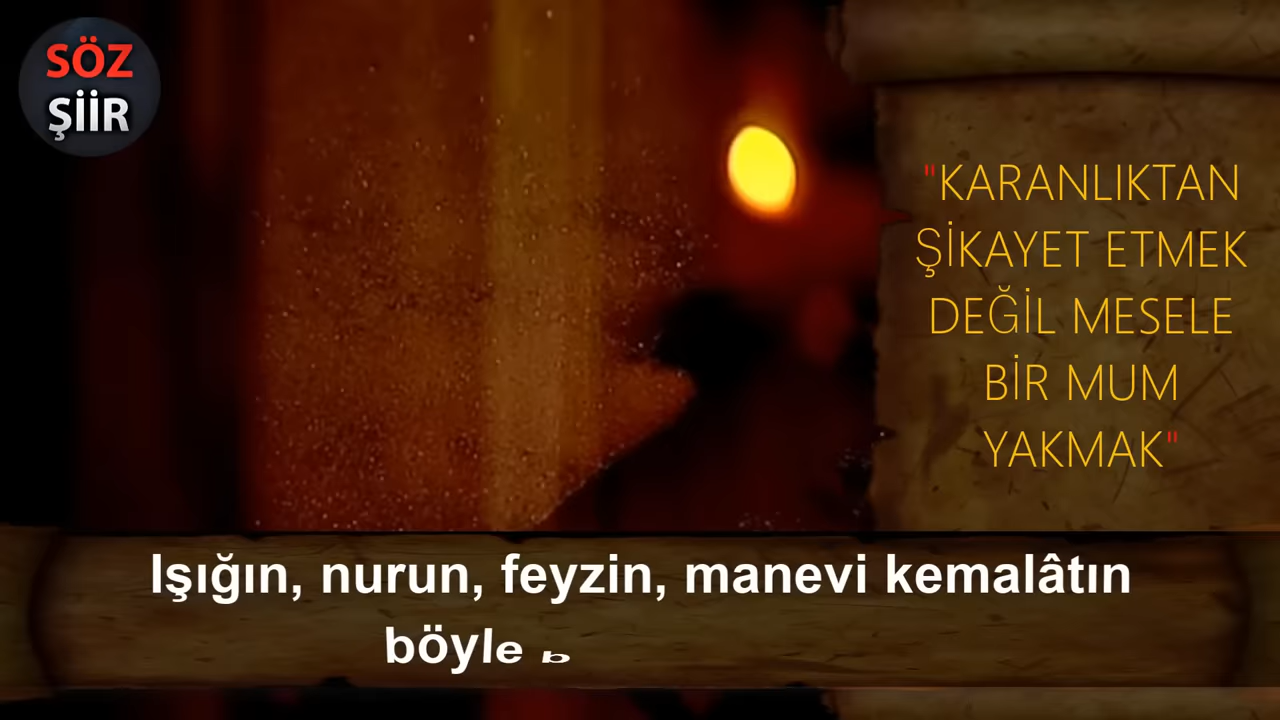 SÖZ
ŞİİR
"KARANLIKTAN
ŞİKAYET ETMEK
DEĞİL MESELE
BİR MUM
YAKMAK"
Işığın, nurun, feyzin, manevi kemalâtın
böyle b